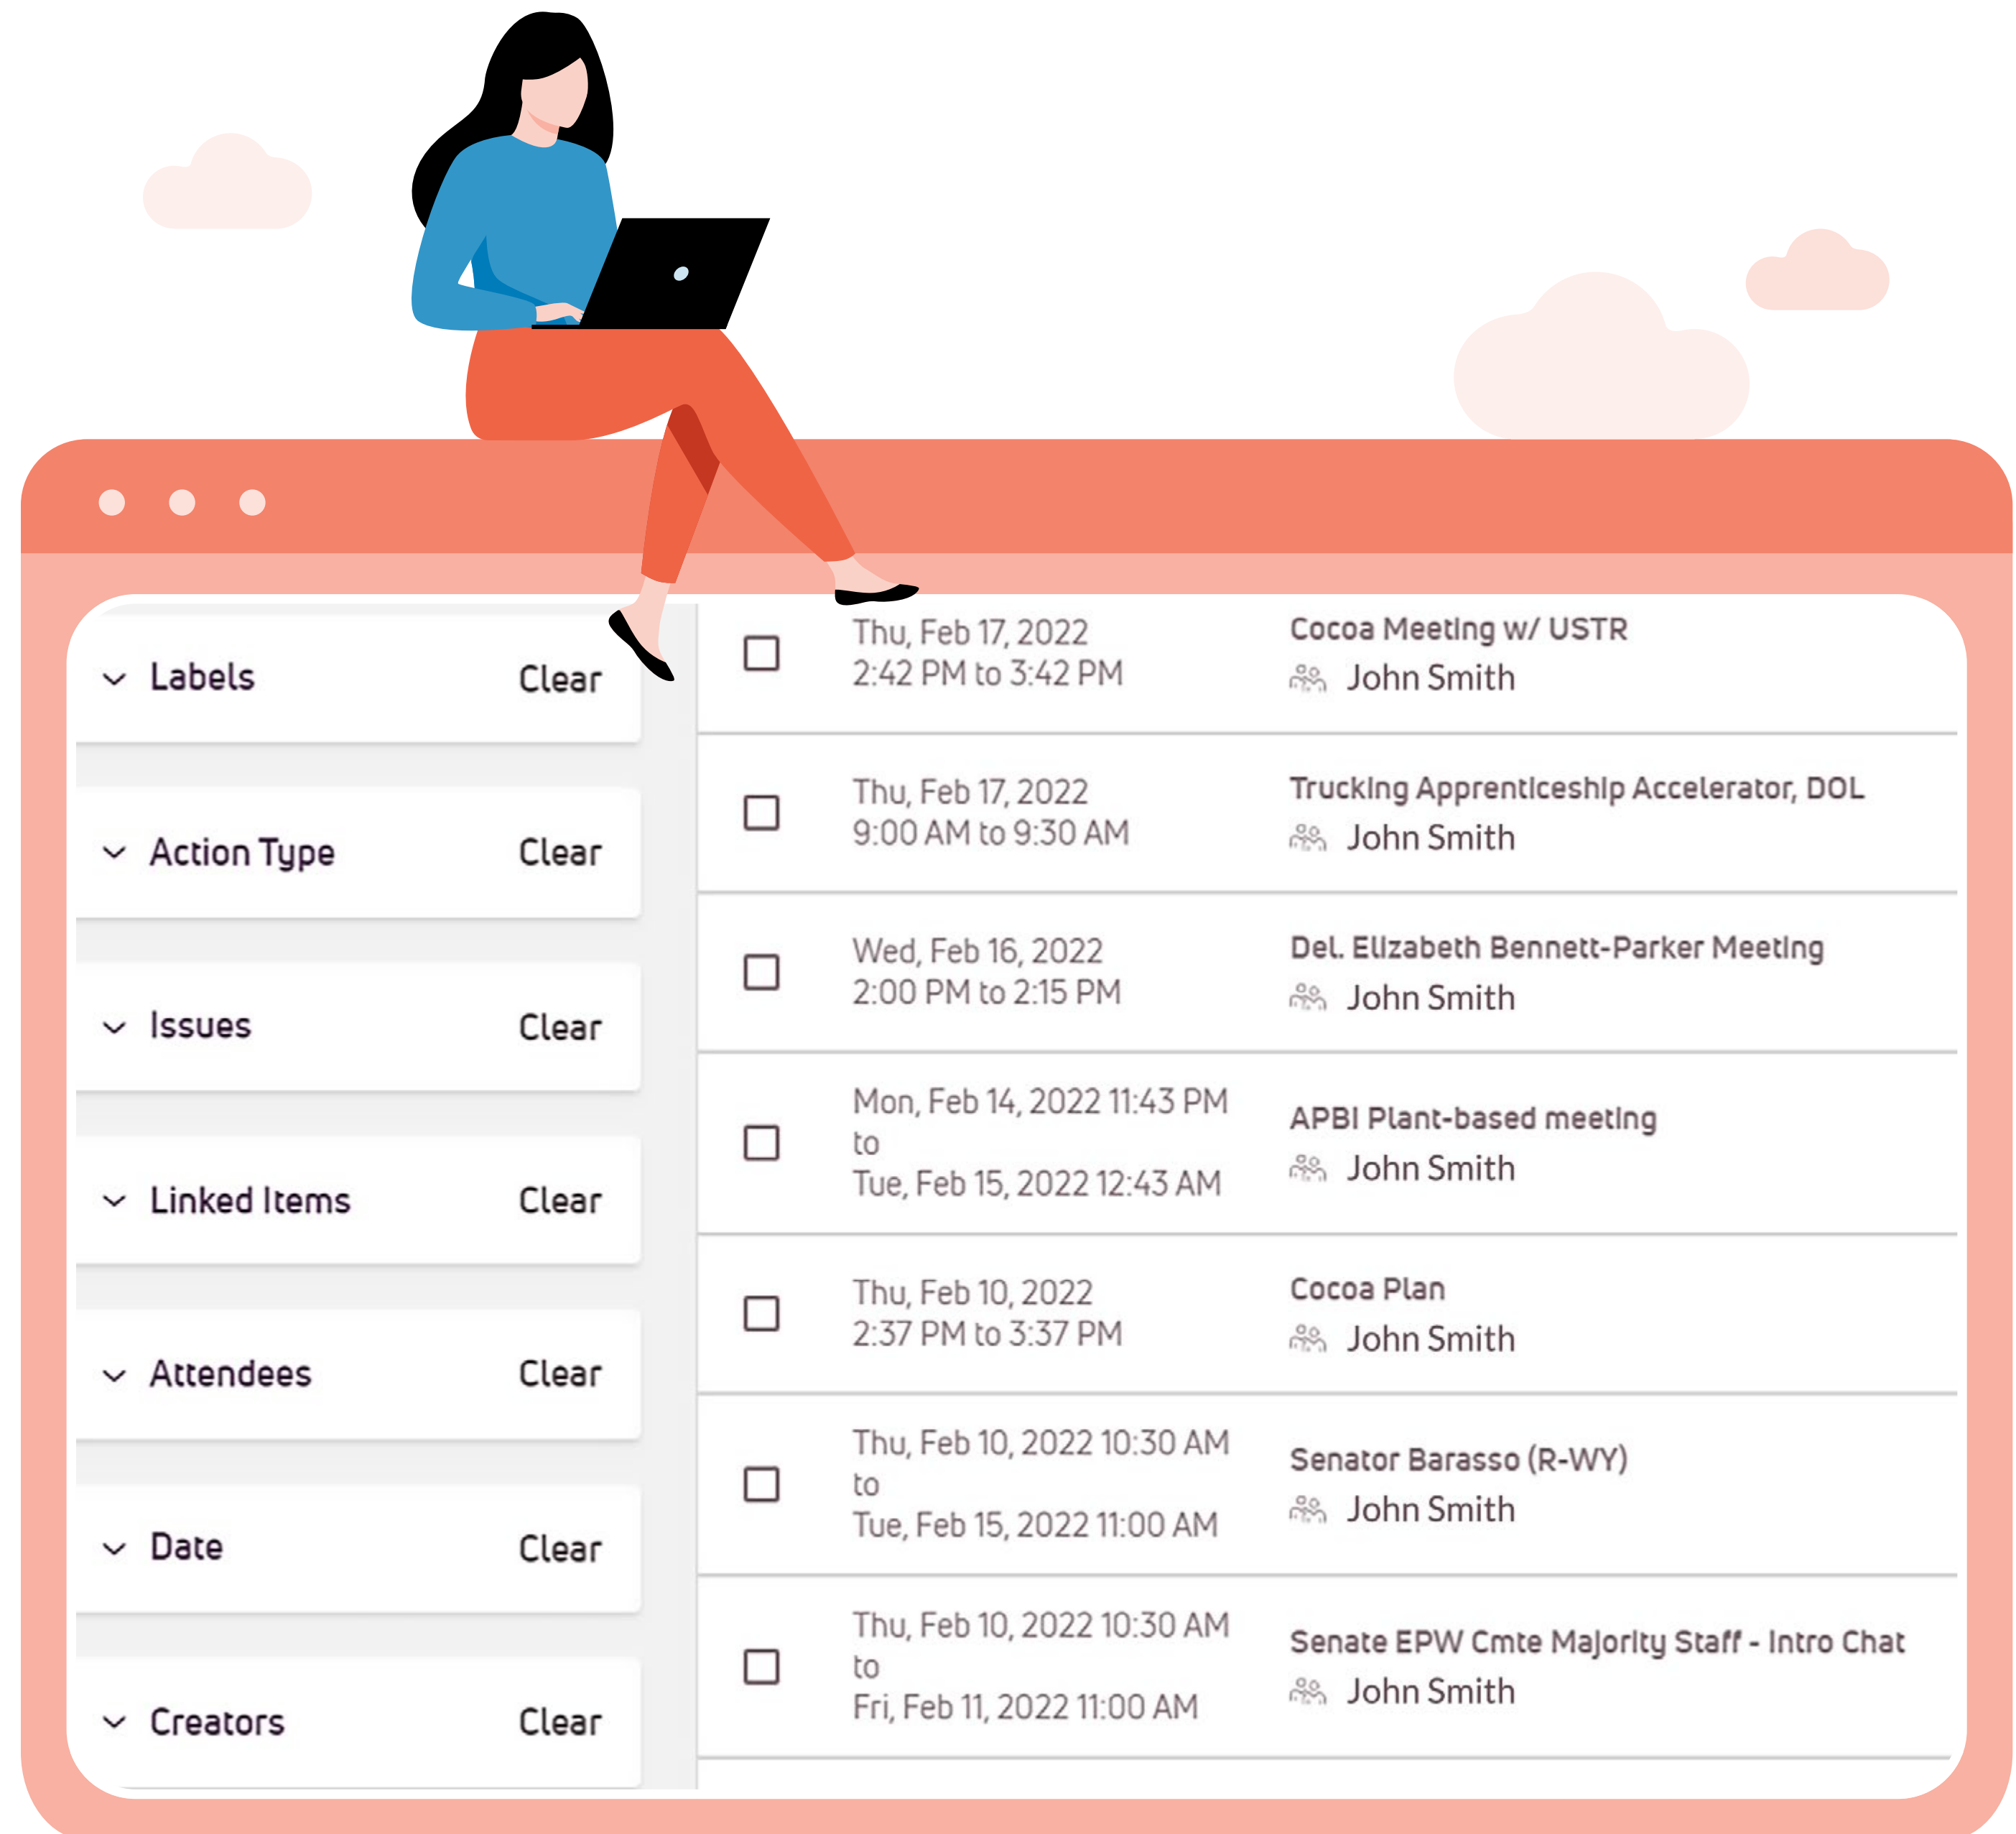 Labels Clear
Action Type Clear
Issues Clear
Linked Items Clear
Attendees Clear
Date Clear
Creators Clear
Thu, Feb 17, 2022
2:42 PM to 3:42 PM
Cocoa Meeting w/ USTR
John Smith
Thu, Feb 17, 2022
9:00 AM to 9:30 AM
Trucking Apprenticeship Accelerator, DOL
John Smith
Wed, Feb 16, 2022
2:00 PM to 2:15 PM
Del. Elizabeth Bennett-Parker Meeting
John Smith
Mon, Feb 14, 2022 11:43 PM
to
Tue, Feb 15, 2022 12:43 AM
APBI Plant-based meeting
John Smith
Thu, Feb 10, 2022
2:37 PM to 3:37 PM
Cocoa Plan
John Smith
Thu, Feb 10, 2022 10:30 AM
to
Tue, Feb 15, 2022 11:00 AM
Senator Barasso (R-WY)
John Smith
Thu, Feb 10, 2022 10:30 AM
to
Fri, Feb 11, 2022 11:00 AM
Senate EPW Cmte Majority Staff - Intro Chat
John Smith